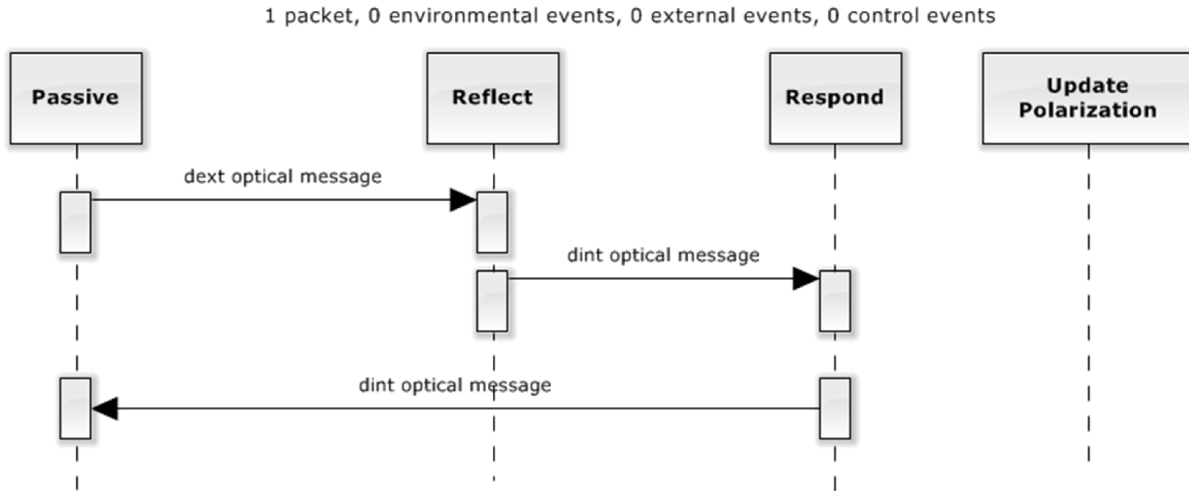 1 packet, 0 environmental events, 0 external events, 0 control events
Passive
Reflect
Respond
Update
Polarization
dext optical message
dint optical message
dint optical message